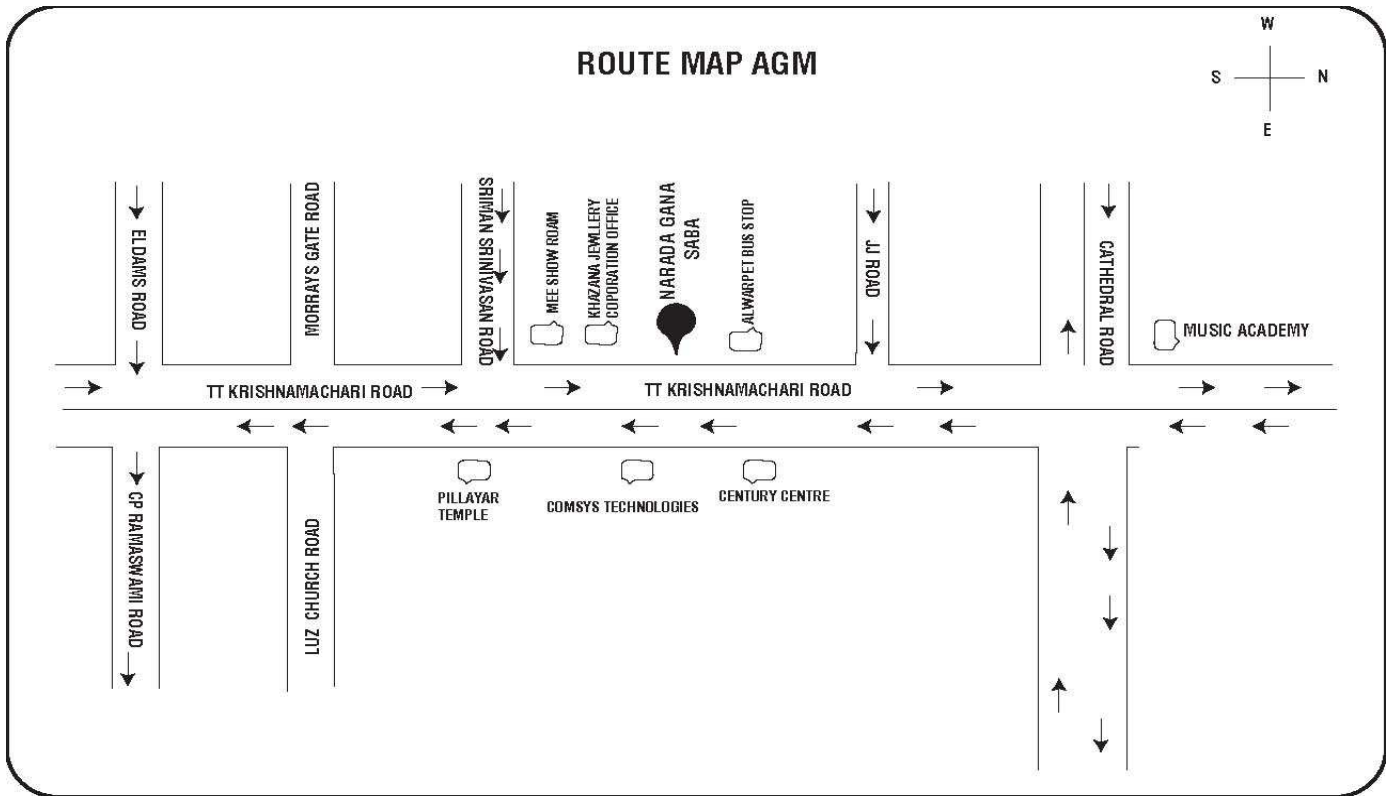 ROUTE MAP AGM
W
S
N
E
ELDAMS ROAD
MORRAYS GATE ROAD
SRIMAN SRINIVASAN ROAD
MEE SHOW ROAM
KHAZANA JEWLLERY
COPORATION OFFICE
NARADA GANA
SABA
ALWARPET BUS STOP
JJ ROAD
CATHEDRAL ROAD
MUSIC ACADEMY
TT KRISHNAMACHARI ROAD
TT KRISHNAMACHARI ROAD
CP RAMASWAMI ROAD
LUZ CHURCH ROAD
PILLAYAR
TEMPLE
COMSYS TECHNOLOGIES
CENTURY CENTRE